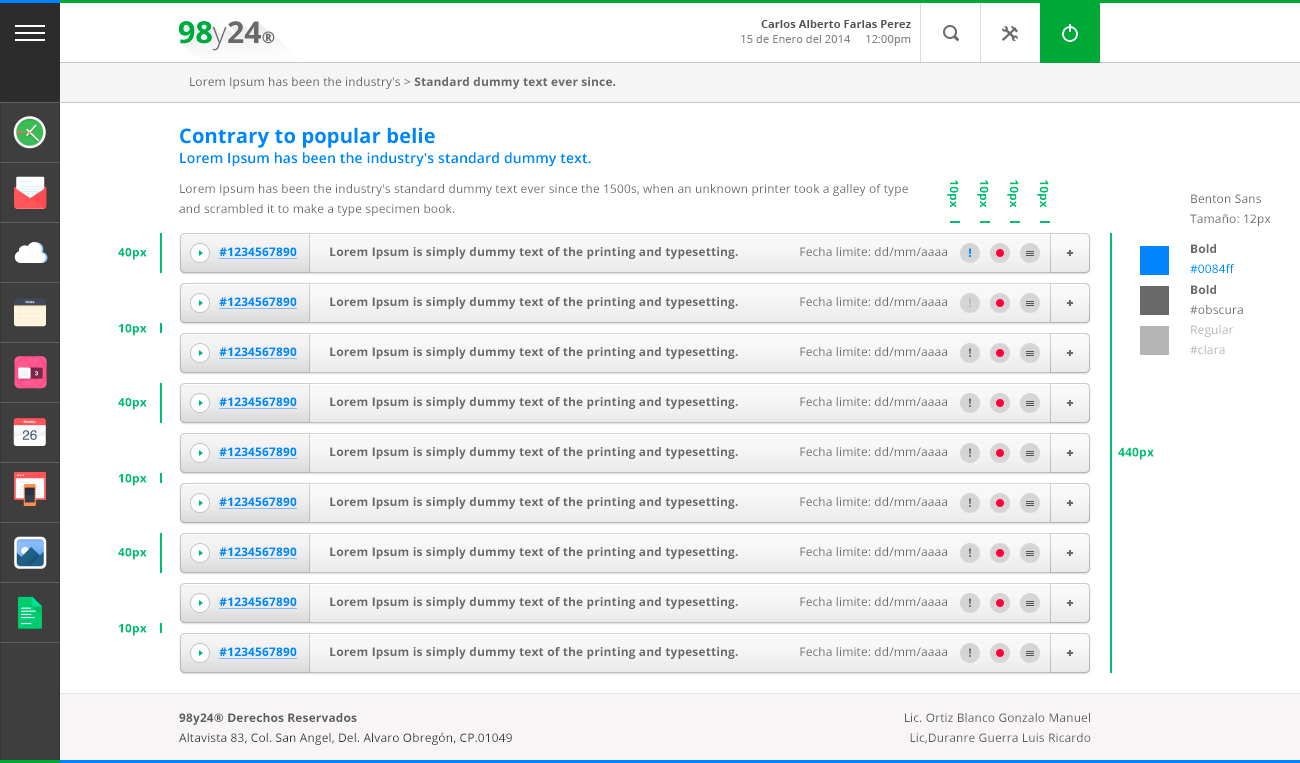 98y24®
Carlos Alberto Farlas Perez
15 de Enero del 2014 12:00pm
Lorem Ipsum has been the industry's > Standard dummy text ever since.
Contrary to popular belie
Lorem Ipsum has been the industry's standard dummy text.
Lorem Ipsum has been the industry's standard dummy text ever since the 1500s, when an unknown printer took a galley of type
and scrambled it to make a type specimen book.
10px 10px 10px 10px
Benton Sans
Tamaño: 12px
Bold
#0084ff
Bold
#obscura
Regular
#clara
40px
#1234567890 Lorem Ipsum is simply dummy text of the printing and typesetting. Fecha limite: dd/mm/aaaa ! +
#1234567890 Lorem Ipsum is simply dummy text of the printing and typesetting. Fecha limite: dd/mm/aaaa ! +
10px
#1234567890 Lorem Ipsum is simply dummy text of the printing and typesetting. Fecha limite: dd/mm/aaaa ! +
40px
#1234567890 Lorem Ipsum is simply dummy text of the printing and typesetting. Fecha limite: dd/mm/aaaa ! +
#1234567890 Lorem Ipsum is simply dummy text of the printing and typesetting. Fecha limite: dd/mm/aaaa ! +
440px
10px
#1234567890 Lorem Ipsum is simply dummy text of the printing and typesetting. Fecha limite: dd/mm/aaaa ! +
40px
#1234567890 Lorem Ipsum is simply dummy text of the printing and typesetting. Fecha limite: dd/mm/aaaa ! +
#1234567890 Lorem Ipsum is simply dummy text of the printing and typesetting. Fecha limite: dd/mm/aaaa ! +
10px
#1234567890 Lorem Ipsum is simply dummy text of the printing and typesetting. Fecha limite: dd/mm/aaaa ! +
Notes
3
Monday
26
98y24® Derechos Reservados
Altavista 83, Col. San Angel, Del. Alvaro Obregón, CP.01049
Lic. Ortiz Blanco Gonzalo Manuel
Lic,Duranre Guerra Luis Ricardo